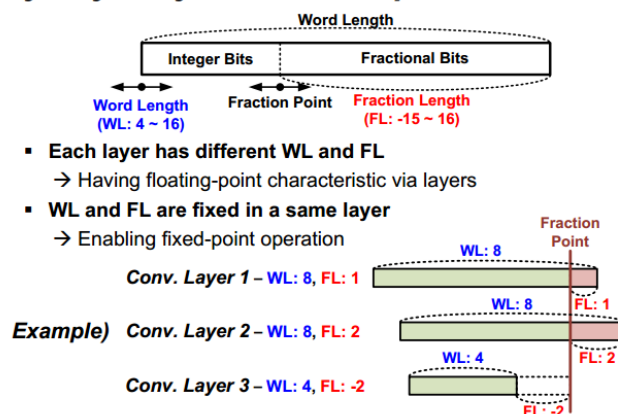 Word Length
Integer Bits Fractional Bits
Word Length
(WL: 4 ~ 16)
Fraction Point
Fraction Length
(FL: -15 ~ 16)
▪ Each layer has different WL and FL
→ Having floating-point characteristic via layers
▪ WL and FL are fixed in a same layer
→ Enabling fixed-point operation
Fraction
Point
WL: 8
Conv. Layer 1 – WL: 8, FL: 1
FL: 1
WL: 8
Example) Conv. Layer 2 – WL: 8, FL: 2
FL: 2
WL: 4
Conv. Layer 3 – WL: 4, FL: -2
FL: -2